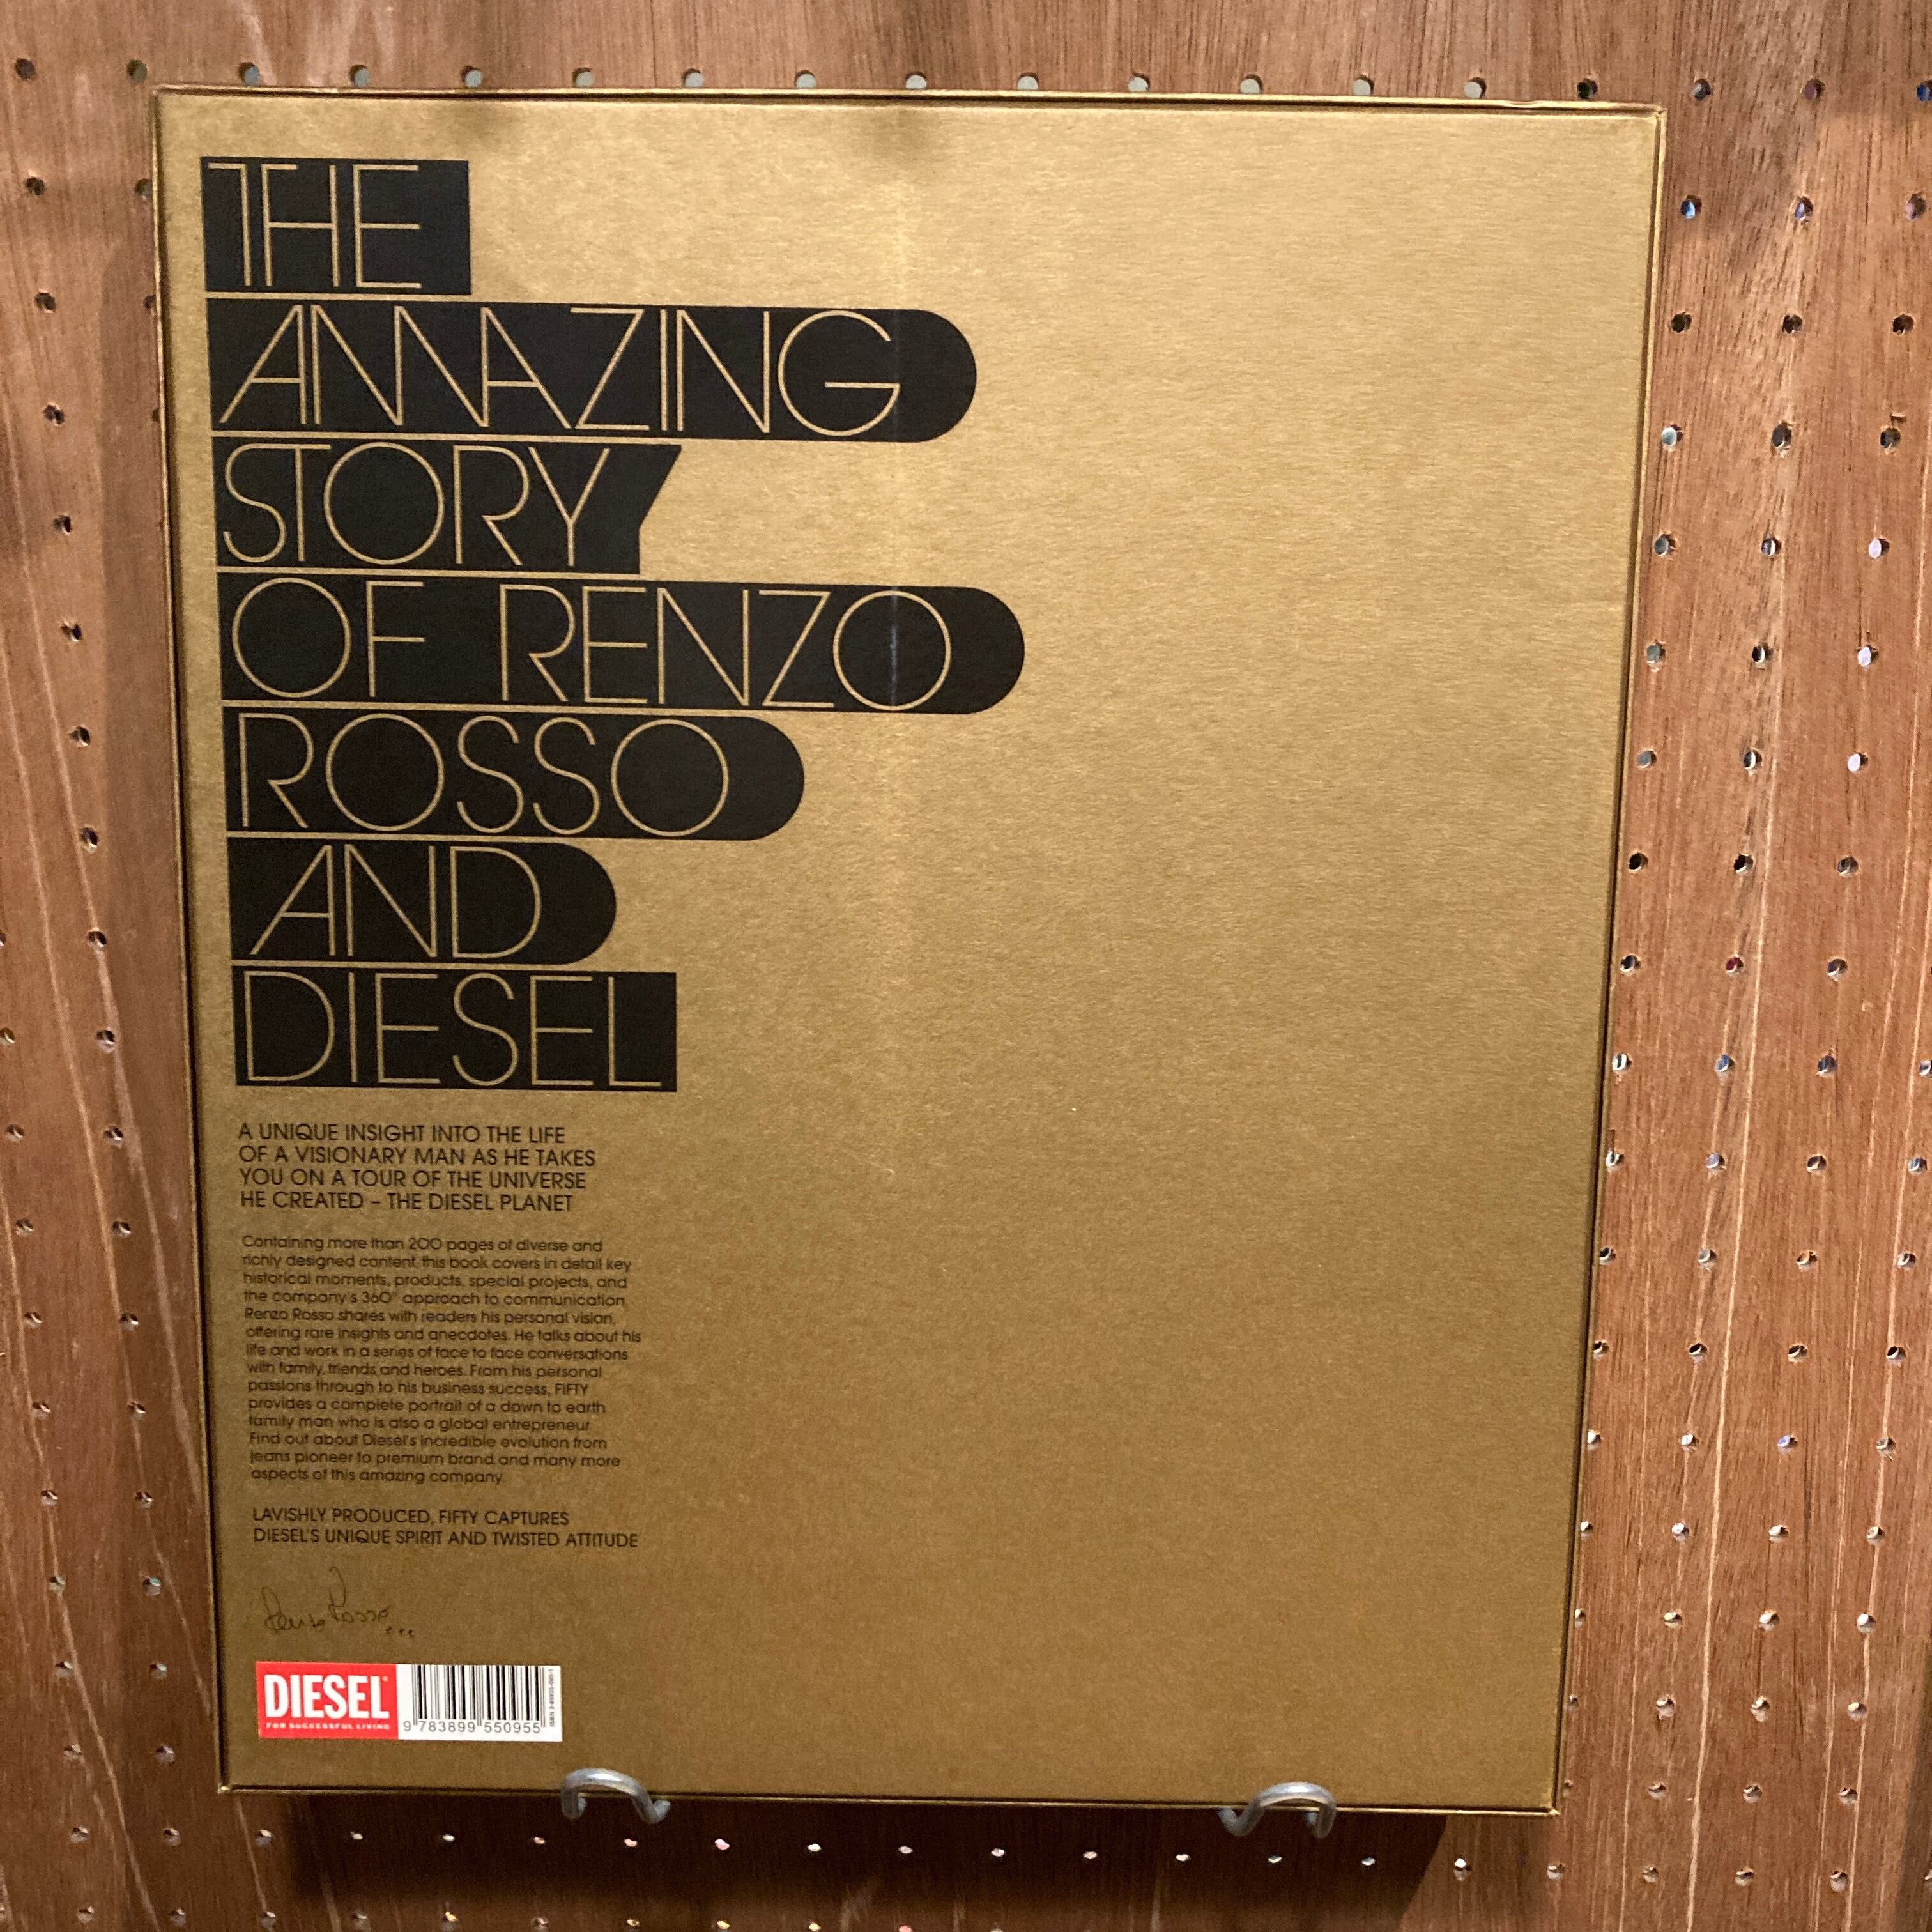 THE
AMAZING
STORY
OF RENZO
ROSSO
AND
DIESEL
A UNIQUE INSIGHT INTO THE LIFE
OF A VISIONARY MAN AS HE TAKES
YOU ON A TOUR OF THE UNIVERSE
HE CREATED – THE DIESEL PLANET
Containing more than 200 pages of diverse and
richly designed content, this book covers in detail key
historical moments, products, special projects, and
the company's 360° approach to communication.
Renzo Rosso shares with readers his personal vision,
offering rare insights and anecdotes. He talks about his
life and work in a series of face to face conversations
with family, friends and heroes. From his personal
passions through to his business success, FIFTY
provides a complete portrait of a down to earth
family man who is also a global entrepreneur.
Find out about Diesel's incredible evolution from
jeans pioneer to premium brand and many more
aspects of this amazing company.
LAVISHLY PRODUCED, FIFTY CAPTURES
DIESEL'S UNIQUE SPIRIT AND TWISTED ATTITUDE
Renzo Rosso...
DIESEL
FOR SUCCESSFUL LIVING
9 783899 550955